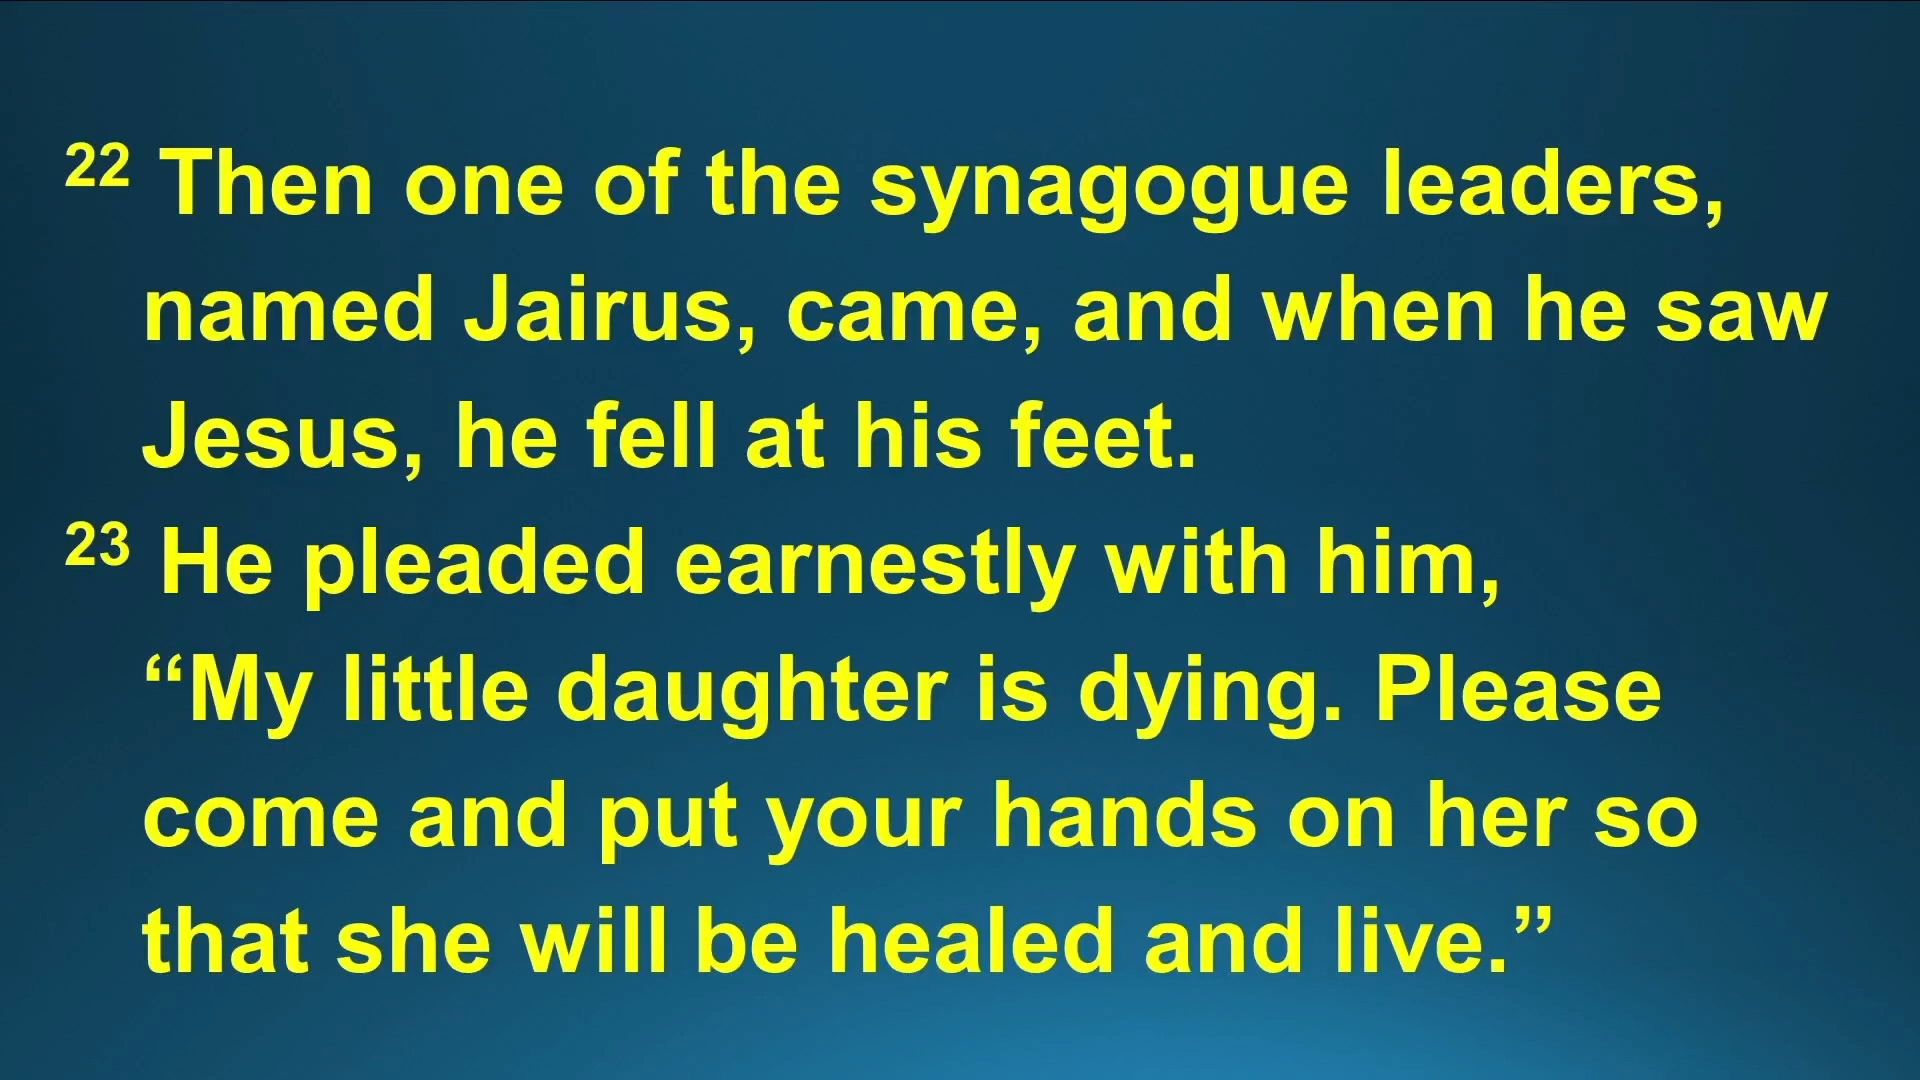 22 Then one of the synagogue leaders,
named Jairus, came, and when he saw
Jesus, he fell at his feet.
23 He pleaded earnestly with him,
“My little daughter is dying. Please
come and put your hands on her so
that she will be healed and live.”